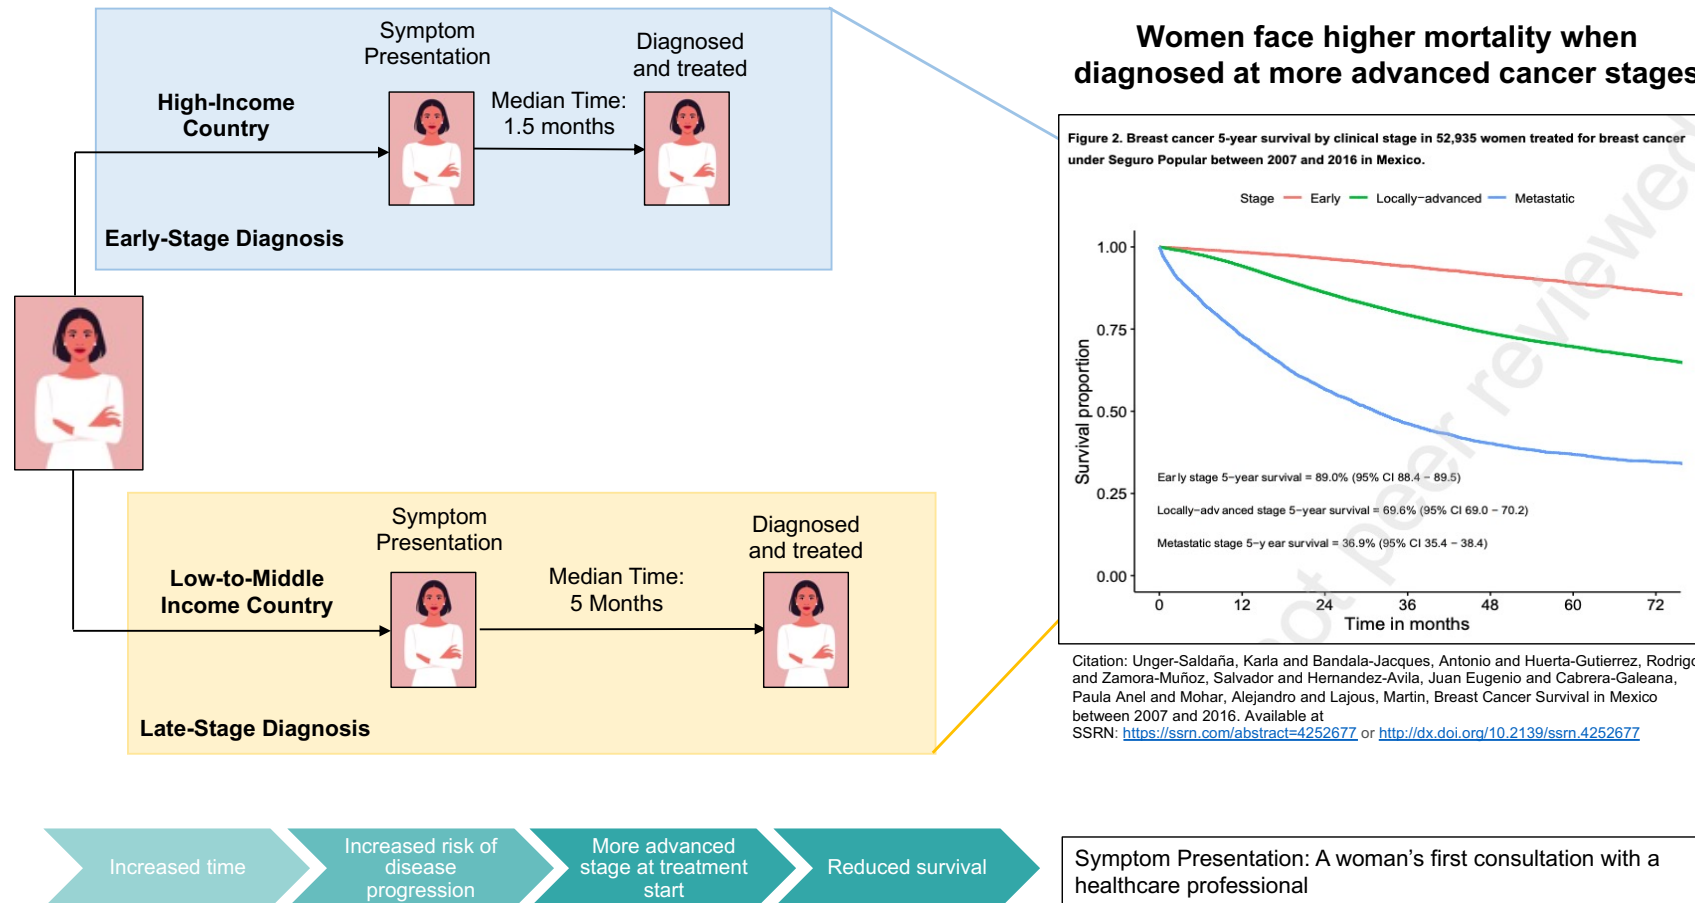 Symptom
Presentation
Diagnosed
and treated
High-Income
Country
Median Time:
1.5 months
Early-Stage Diagnosis
Symptom
Presentation
Diagnosed
and treated
Low-to-Middle
Income Country
Median Time:
5 Months
Late-Stage Diagnosis
Women face higher mortality when
diagnosed at more advanced cancer stages
Figure 2. Breast cancer 5-year survival by clinical stage in 52,935 women treated for breast cancer
under Seguro Popular between 2007 and 2016 in Mexico.
Stage Early Locally-advanced Metastatic
1.00
0.75
0.50
0.25
0.00
Survival proportion
Early stage 5-year survival = 89.0% (95% CI 88.4 - 89.5)
Locally-adv anced stage 5-year survival = 69.6% (95% CI 69.0 - 70.2)
Metastatic stage 5-y ear survival = 36.9% (95% CI 35.4 - 38.4)
0 12 24 36 48 60 72
Time in months
not peer reviewed
Citation: Unger-Saldaña, Karla and Bandala-Jacques, Antonio and Huerta-Gutierrez, Rodrigo
and Zamora-Muñoz, Salvador and Hernandez-Avila, Juan Eugenio and Cabrera-Galeana,
Paula Anel and Mohar, Alejandro and Lajous, Martin, Breast Cancer Survival in Mexico
between 2007 and 2016. Available at
SSRN: https://ssrn.com/abstract=4252677 or http://dx.doi.org/10.2139/ssrn.4252677
Increased time
Increased risk of
disease
progression
More advanced
stage at treatment
start
Reduced survival
Symptom Presentation: A woman's first consultation with a
healthcare professional